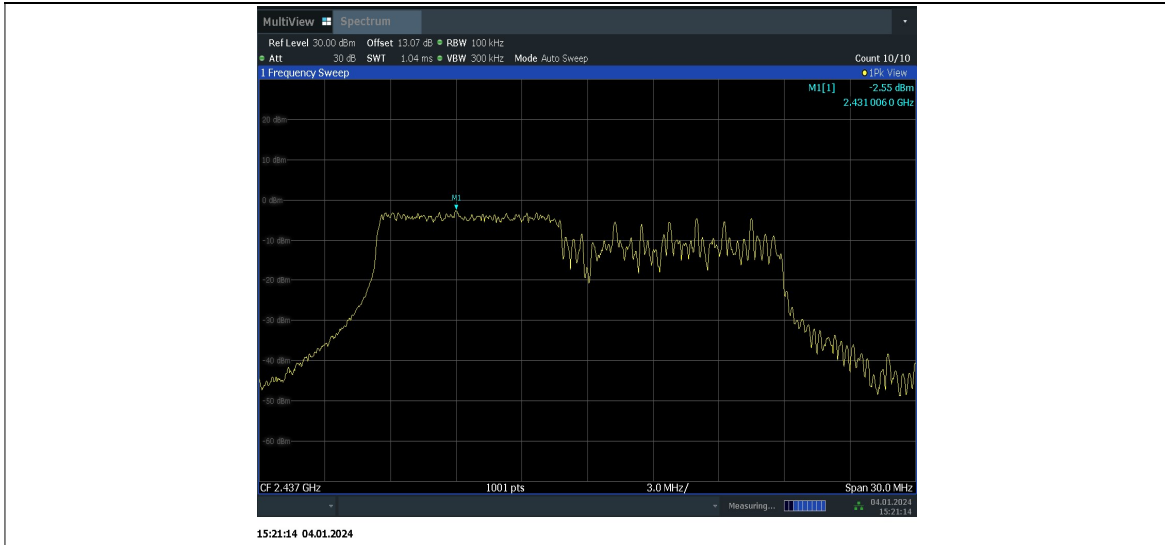 MultiView Spectrum
Ref Level 30.00 dBm Offset 13.07 dB RBW 100 kHz
Att 30 dB SWT 1.04 ms VBW 300 kHz Mode Auto Sweep Count 10/10
1 Frequency Sweep 1Pk View
M1[1] -2.55 dBm
2.431 006 0 GHz
20 dBm
10 dBm
M1
0 dBm
-10 dBm
-20 dBm
-30 dBm
-40 dBm
-50 dBm
-60 dBm
CF 2.437 GHz 1001 pts 3.0 MHz/ Span 30.0 MHz
Measuring... 04.01.2024
15:21:14
15:21:14 04.01.2024